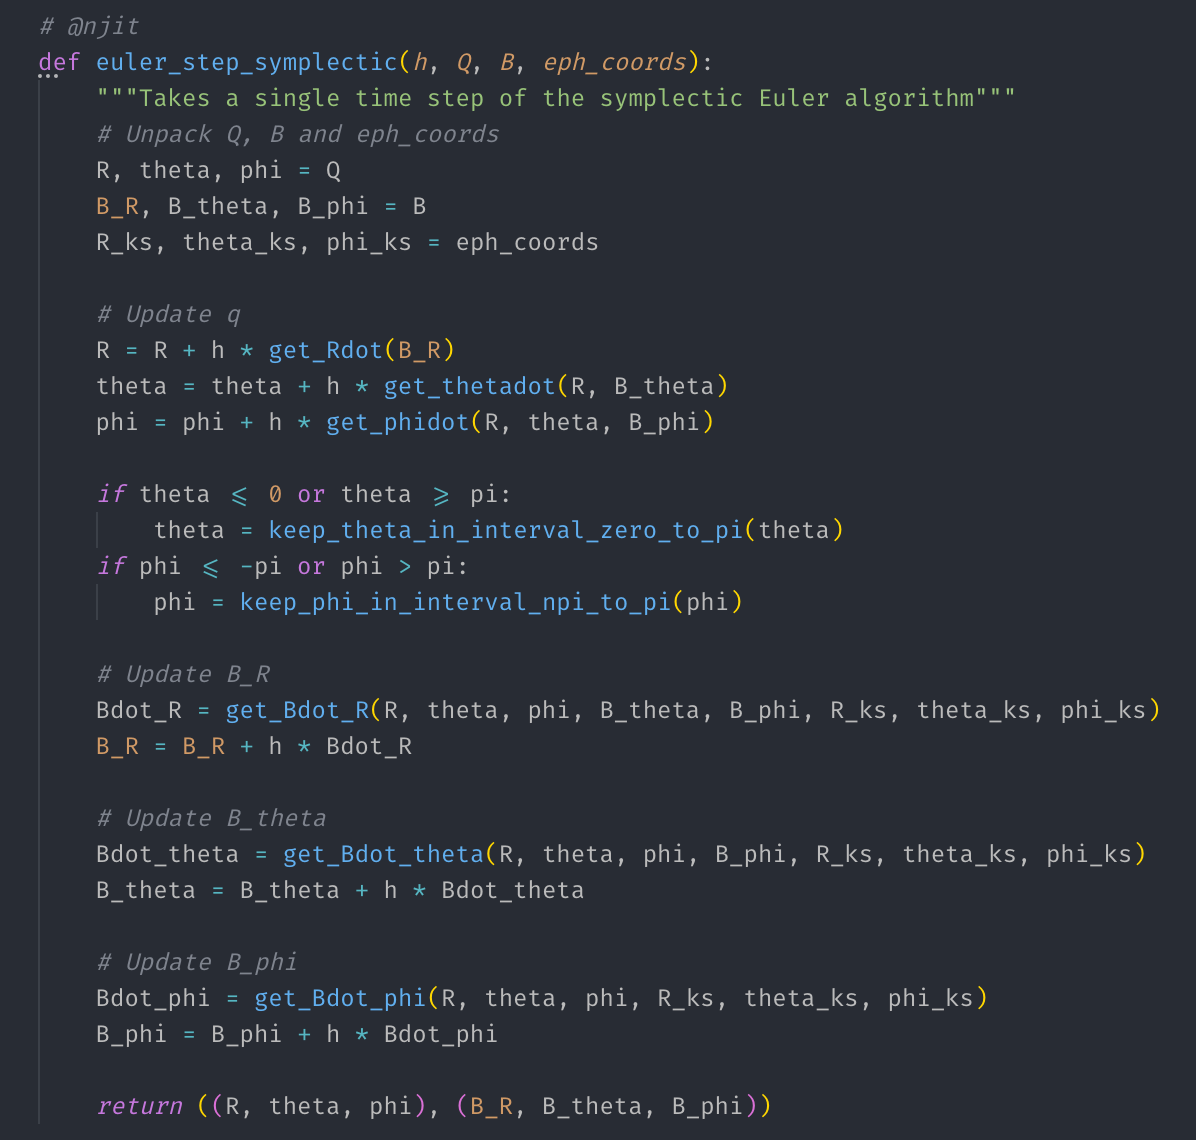 # @njit
def euler_step_symplectic(h, Q, B, eph_coords):
    """Takes a single time step of the symplectic Euler algorithm"""
    # Unpack Q, B and eph_coords
    R, theta, phi = Q
    B_R, B_theta, B_phi = B
    R_ks, theta_ks, phi_ks = eph_coords

    # Update q
    R = R + h * get_Rdot(B_R)
    theta = theta + h * get_thetadot(R, B_theta)
    phi = phi + h * get_phidot(R, theta, B_phi)

    if theta ⩽ 0 or theta ⩾ pi:
        theta = keep_theta_in_interval_zero_to_pi(theta)
    if phi ⩽ -pi or phi > pi:
        phi = keep_phi_in_interval_npi_to_pi(phi)

    # Update B_R
    Bdot_R = get_Bdot_R(R, theta, phi, B_theta, B_phi, R_ks, theta_ks, phi_ks)
    B_R = B_R + h * Bdot_R

    # Update B_theta
    Bdot_theta = get_Bdot_theta(R, theta, phi, B_phi, R_ks, theta_ks, phi_ks)
    B_theta = B_theta + h * Bdot_theta

    # Update B_phi
    Bdot_phi = get_Bdot_phi(R, theta, phi, R_ks, theta_ks, phi_ks)
    B_phi = B_phi + h * Bdot_phi

    return ((R, theta, phi), (B_R, B_theta, B_phi))